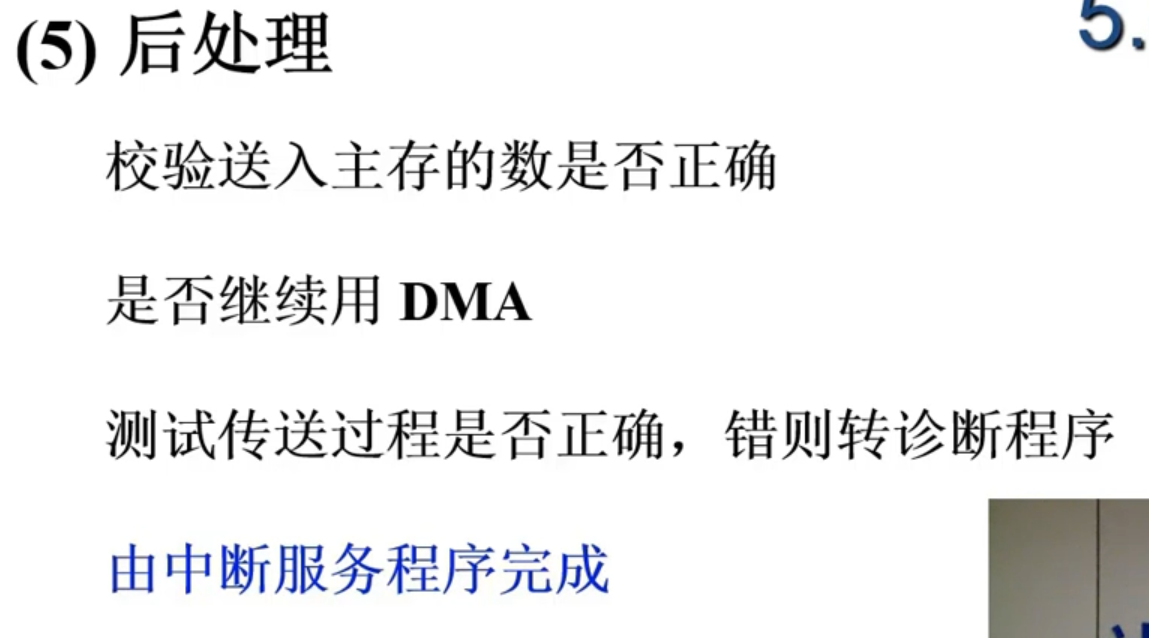 (5) 后处理
5.
校验送入主存的数是否正确
是否继续用 DMA
测试传送过程是否正确，错则转诊断程序
由中断服务程序完成